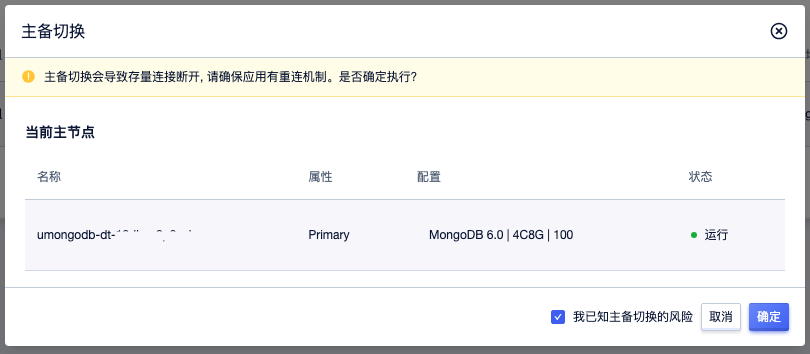 主备切换
主备切换会导致存量连接断开, 请确保应用有重连机制。是否确定执行?
当前主节点
名称 属性 配置 状态
umongodb-dt- Primary MongoDB 6.0 | 4C8G | 100 运行
我已知主备切换的风险 取消 确定